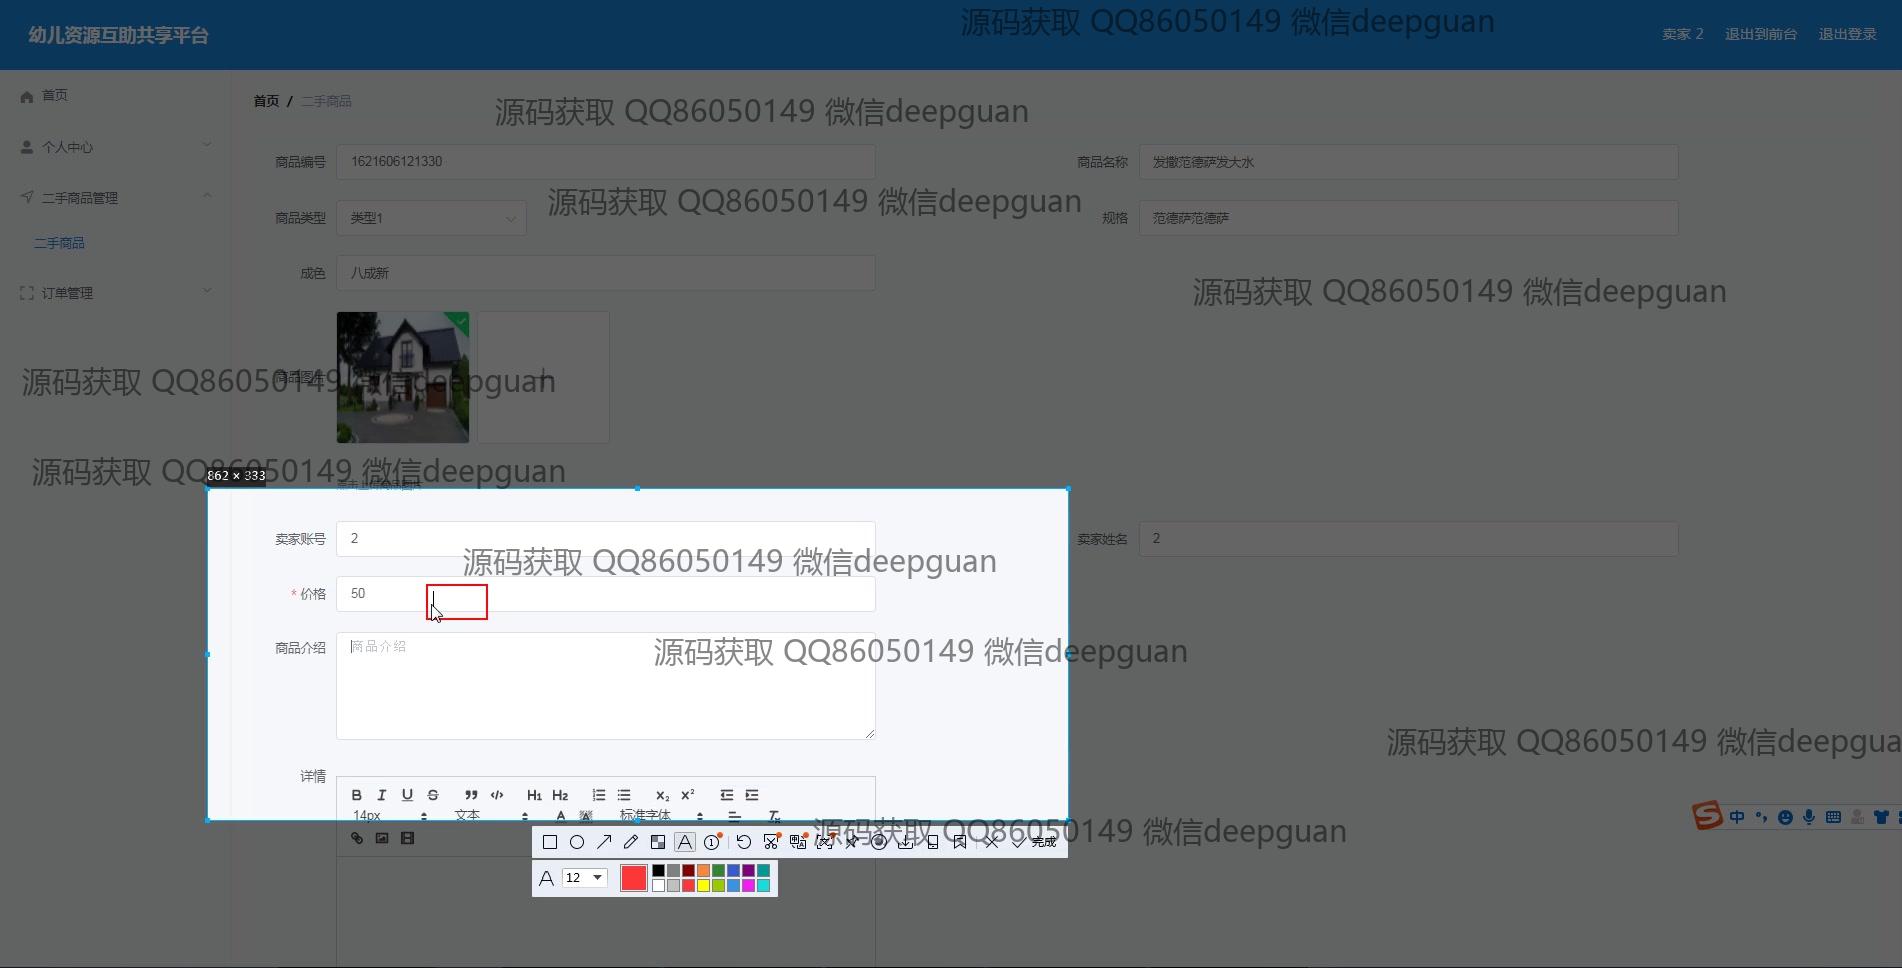 源码获取 QQ86050149 微信deepguan
幼儿资源互助共享平台
卖家 2 退出到前台 退出登录
首页
首页 / 二手商品
源码获取 QQ86050149 微信deepguan
个人中心
商品编号 1621606121330
商品名称 发撒范德萨发大水
二手商品管理
源码获取 QQ86050149 微信deepguan
商品类型 类型1
规格 范德萨范德萨
二手商品
成色 八成新
订单管理
源码获取 QQ86050149 微信deepguan
商品图片
源码获取 QQ86050149 微信deepguan
源码获取 QQ86050149 微信deepguan
862 × 333
点击上传商品图片
卖家账号 2
卖家姓名 2
源码获取 QQ86050149 微信deepguan
* 价格 50
商品介绍 商品介绍
源码获取 QQ86050149 微信deepguan
源码获取 QQ86050149 微信deepgua
详情
B I U S H1 H2 X2 X2
14px 文本 A A 标准字体 Tx
中
源码获取 QQ86050149 微信deepguan
A 1 完成
A 12